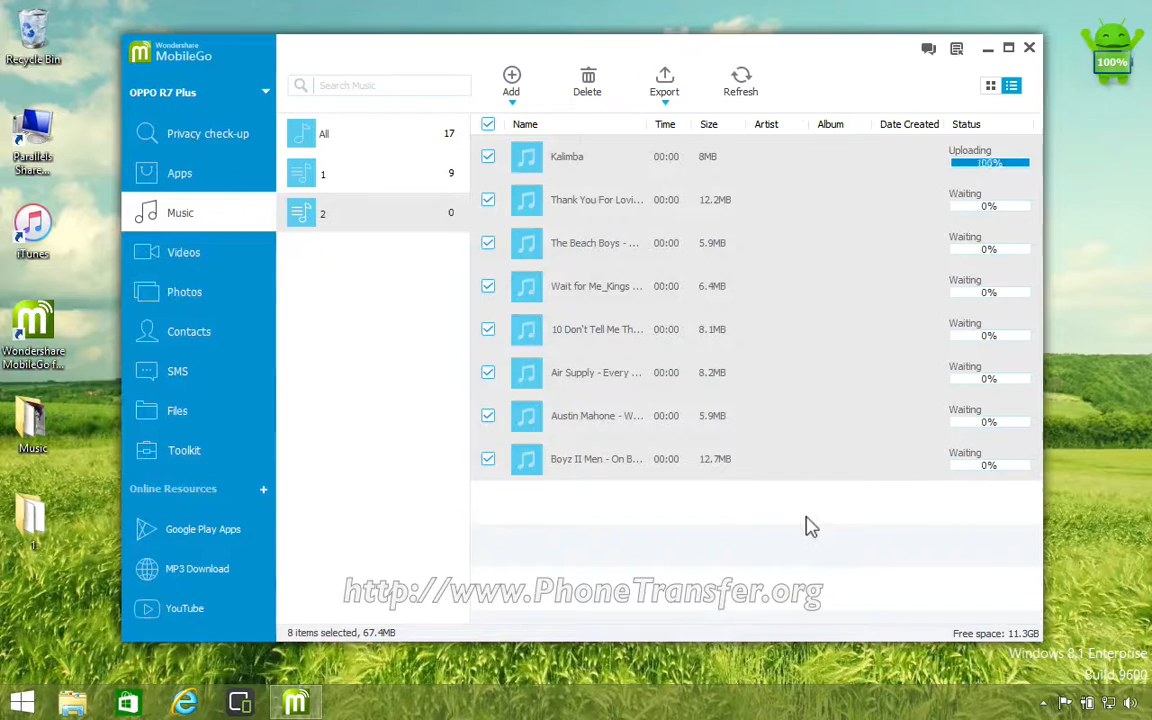 Recycle Bin
Parallels
Share...
iTunes
Wondershare
MobileGo f...
Music
1
Wondershare
MobileGo
OPPO R7 Plus
Privacy check-up
Apps
Music
Videos
Photos
Contacts
SMS
Files
Toolkit
Online Resources +
Google Play Apps
MP3 Download
YouTube
Search Music
All 17
1 9
2 0
Add Delete Export Refresh
Name Time Size Artist Album Date Created Status
Kalimba 00:00 8MB Uploading 100%
Thank You For Lovi... 00:00 12.2MB Waiting 0%
The Beach Boys - ... 00:00 5.9MB Waiting 0%
Wait for Me_Kings ... 00:00 6.4MB Waiting 0%
10 Don't Tell Me Th... 00:00 8.1MB Waiting 0%
Air Supply - Every ... 00:00 8.2MB Waiting 0%
Austin Mahone - W... 00:00 5.9MB Waiting 0%
Boyz II Men - On B... 00:00 12.7MB Waiting 0%
http://www.PhoneTransfer.org
8 items selected, 67.4MB Free space: 11.3GB
100%
Windows 8.1 Enterprise
Build 9600